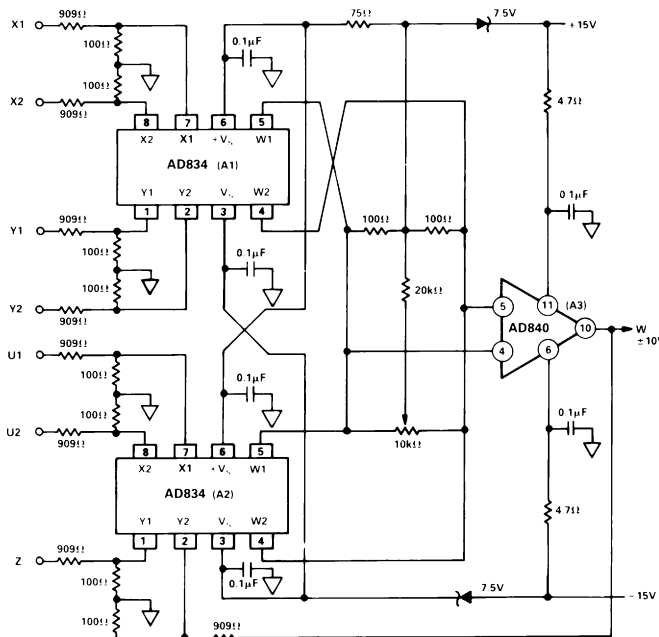 X1
909Ω
100Ω
100Ω
X2
909Ω
0.1µF
75Ω
7.5V
+15V
4.7Ω
8 7 6 5
X2 X1 +Vs W1
AD834 (A1)
Y1 Y2 Vs W2
1 2 3 4
0.1µF
Y1
909Ω
100Ω
100Ω
Y2
909Ω
0.1µF
100Ω
100Ω
20kΩ
5
4
11
(A3)
AD840
10
6
W
±10V
U1
909Ω
100Ω
100Ω
U2
909Ω
0.1µF
10kΩ
0.1µF
8 7 6 5
X2 X1 +Vs W1
AD834 (A2)
Y1 Y2 Vs W2
1 2 3 4
4.7Ω
Z
909Ω
100Ω
100Ω
0.1µF
7.5V
-15V
909Ω